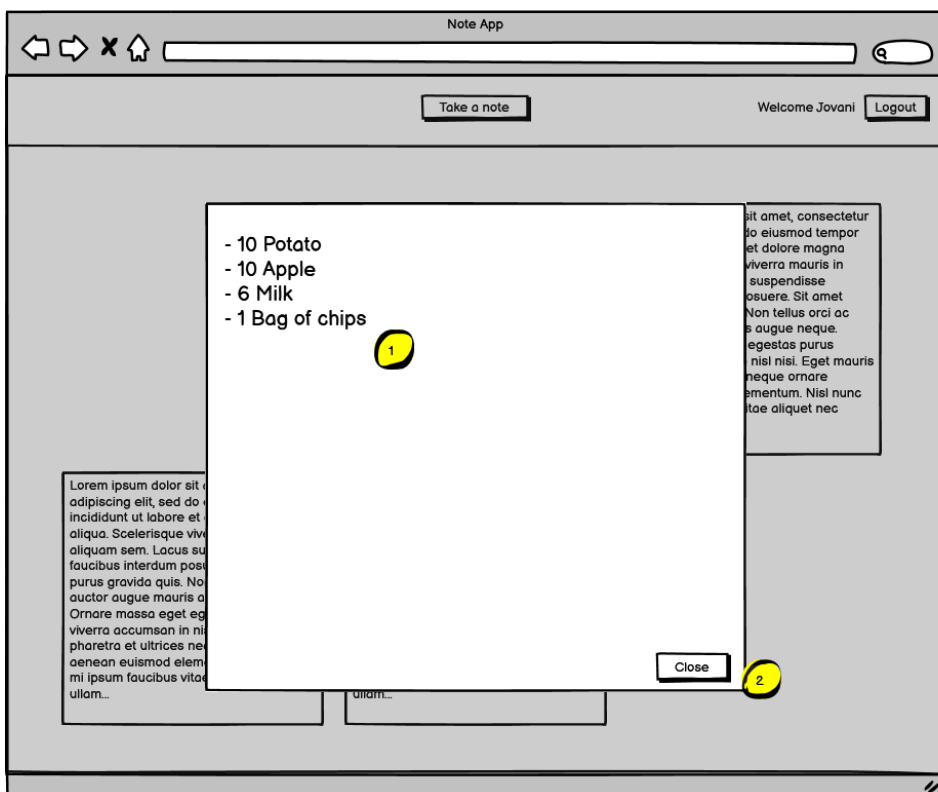 Note App
Take a note
Welcome Jovani
Logout
- 10 Potato
- 10 Apple
- 6 Milk
- 1 Bag of chips
1
sit amet, consectetur
do eiusmod tempor
et dolore magna
viverra mauris in
suspendisse
osuere. Sit amet
Non tellus orci ac
s augue neque.
egestas purus
nisl nisi. Eget mauris
neque ornare
ementum. Nisl nunc
itae aliquet nec
Lorem ipsum dolor sit
adipiscing elit, sed do
incididunt ut labore et
aliqua. Scelerisque vive
aliquam sem. Lacus su
faucibus interdum posu
purus gravida quis. No
auctor augue mauris a
Ornare massa eget eg
viverra accumsan in ni
pharetra et ultrices ne
aenean euismod elem
mi ipsum faucibus vitae
ullam...
ullam...
Close
2